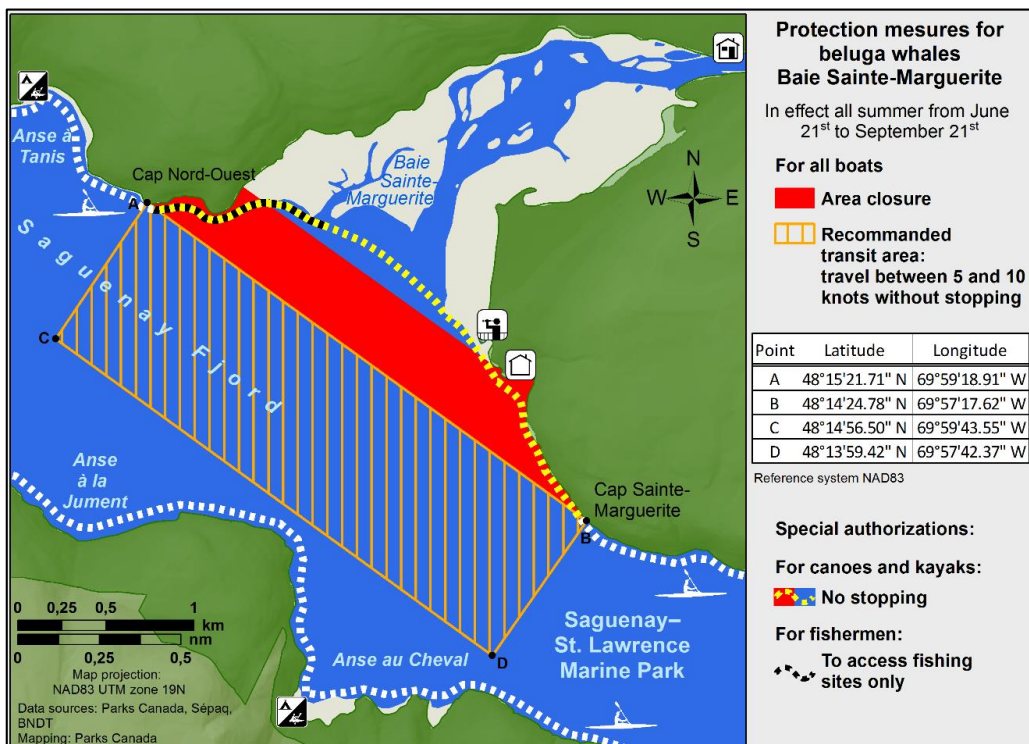 Protection mesures for
beluga whales
Baie Sainte-Marguerite
In effect all summer from June
21st to September 21st
For all boats
Area closure
Recommanded
transit area:
travel between 5 and 10
knots without stopping
Point Latitude Longitude
A 48°15'21.71" N 69°59'18.91" W
B 48°14'24.78" N 69°57'17.62" W
C 48°14'56.50" N 69°59'43.55" W
D 48°13'59.42" N 69°57'42.37" W
Reference system NAD83
Special authorizations:
For canoes and kayaks:
No stopping
For fishermen:
To access fishing
sites only
Anse à
Tanis
Cap Nord-Ouest
Baie
Sainte-
Marguerite
N
W E
S
A
Saguenay Fjord
C
Anse
à la
Jument
Cap Sainte-
Marguerite
B
Saguenay–
St. Lawrence
Marine Park
Anse au Cheval
D
0 0,25 0,5 1
km
nm
0 0,25 0,5
Map projection:
NAD83 UTM zone 19N
Data sources: Parks Canada, Sépaq,
BNDT
Mapping: Parks Canada